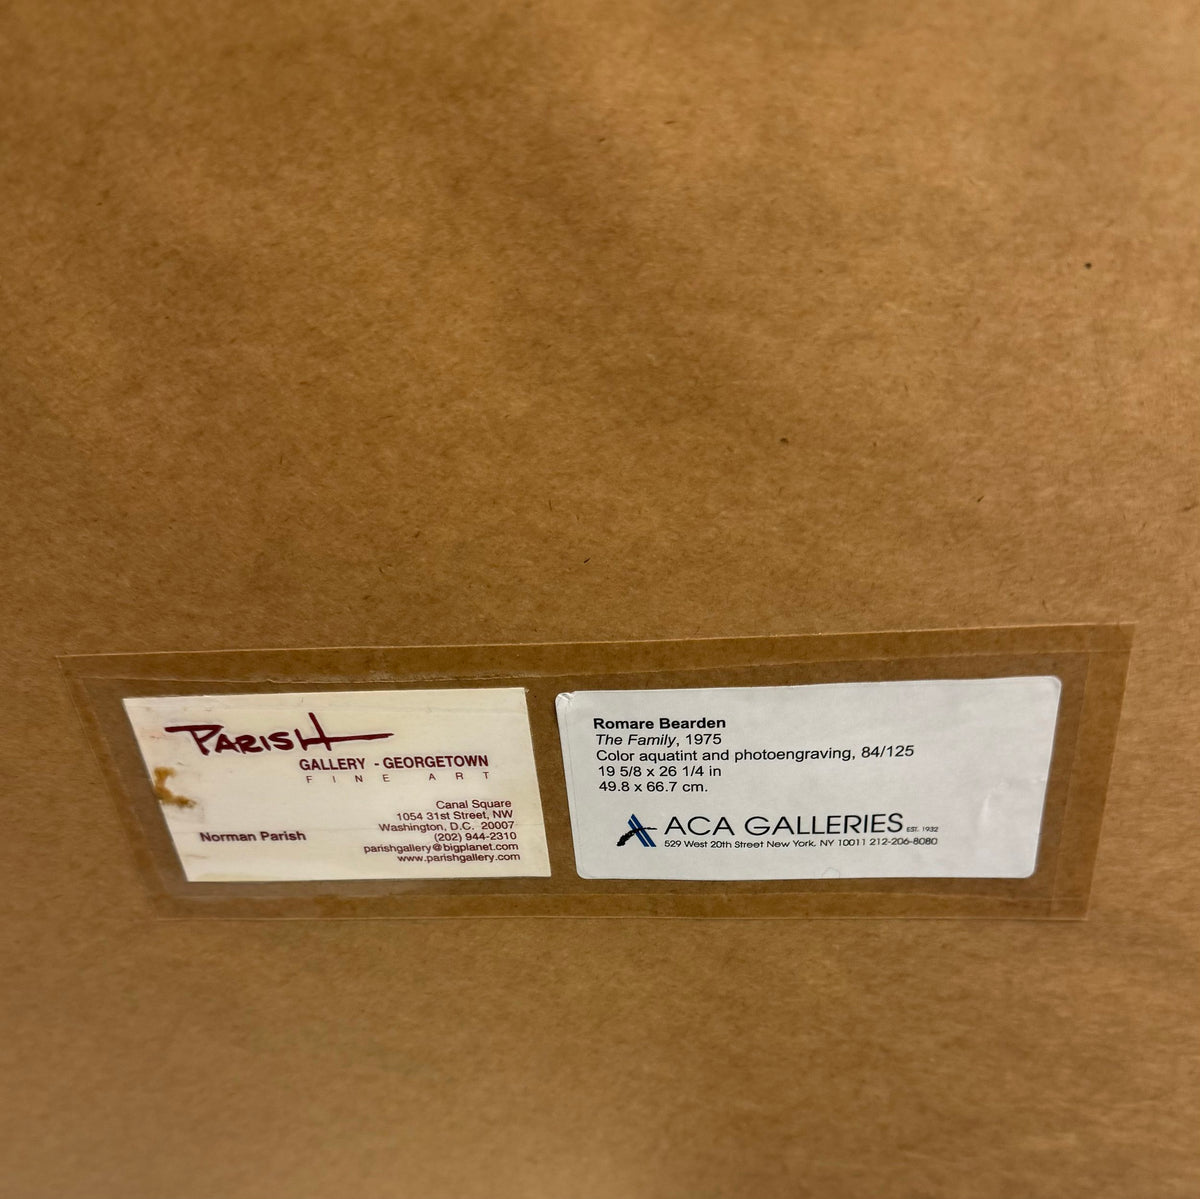 PARISH
GALLERY - GEORGETOWN
FINE ART
Canal Square
1054 31st Street, NW
Washington, D.C. 20007
(202) 944-2310
Norman Parish
parishgallery@bigplanet.com
www.parishgallery.com
Romare Bearden
The Family, 1975
Color aquatint and photoengraving, 84/125
19 5/8 x 26 1/4 in
49.8 x 66.7 cm.
ACA GALLERIES EST. 1932
529 West 20th Street New York, NY 10011 212-206-8080